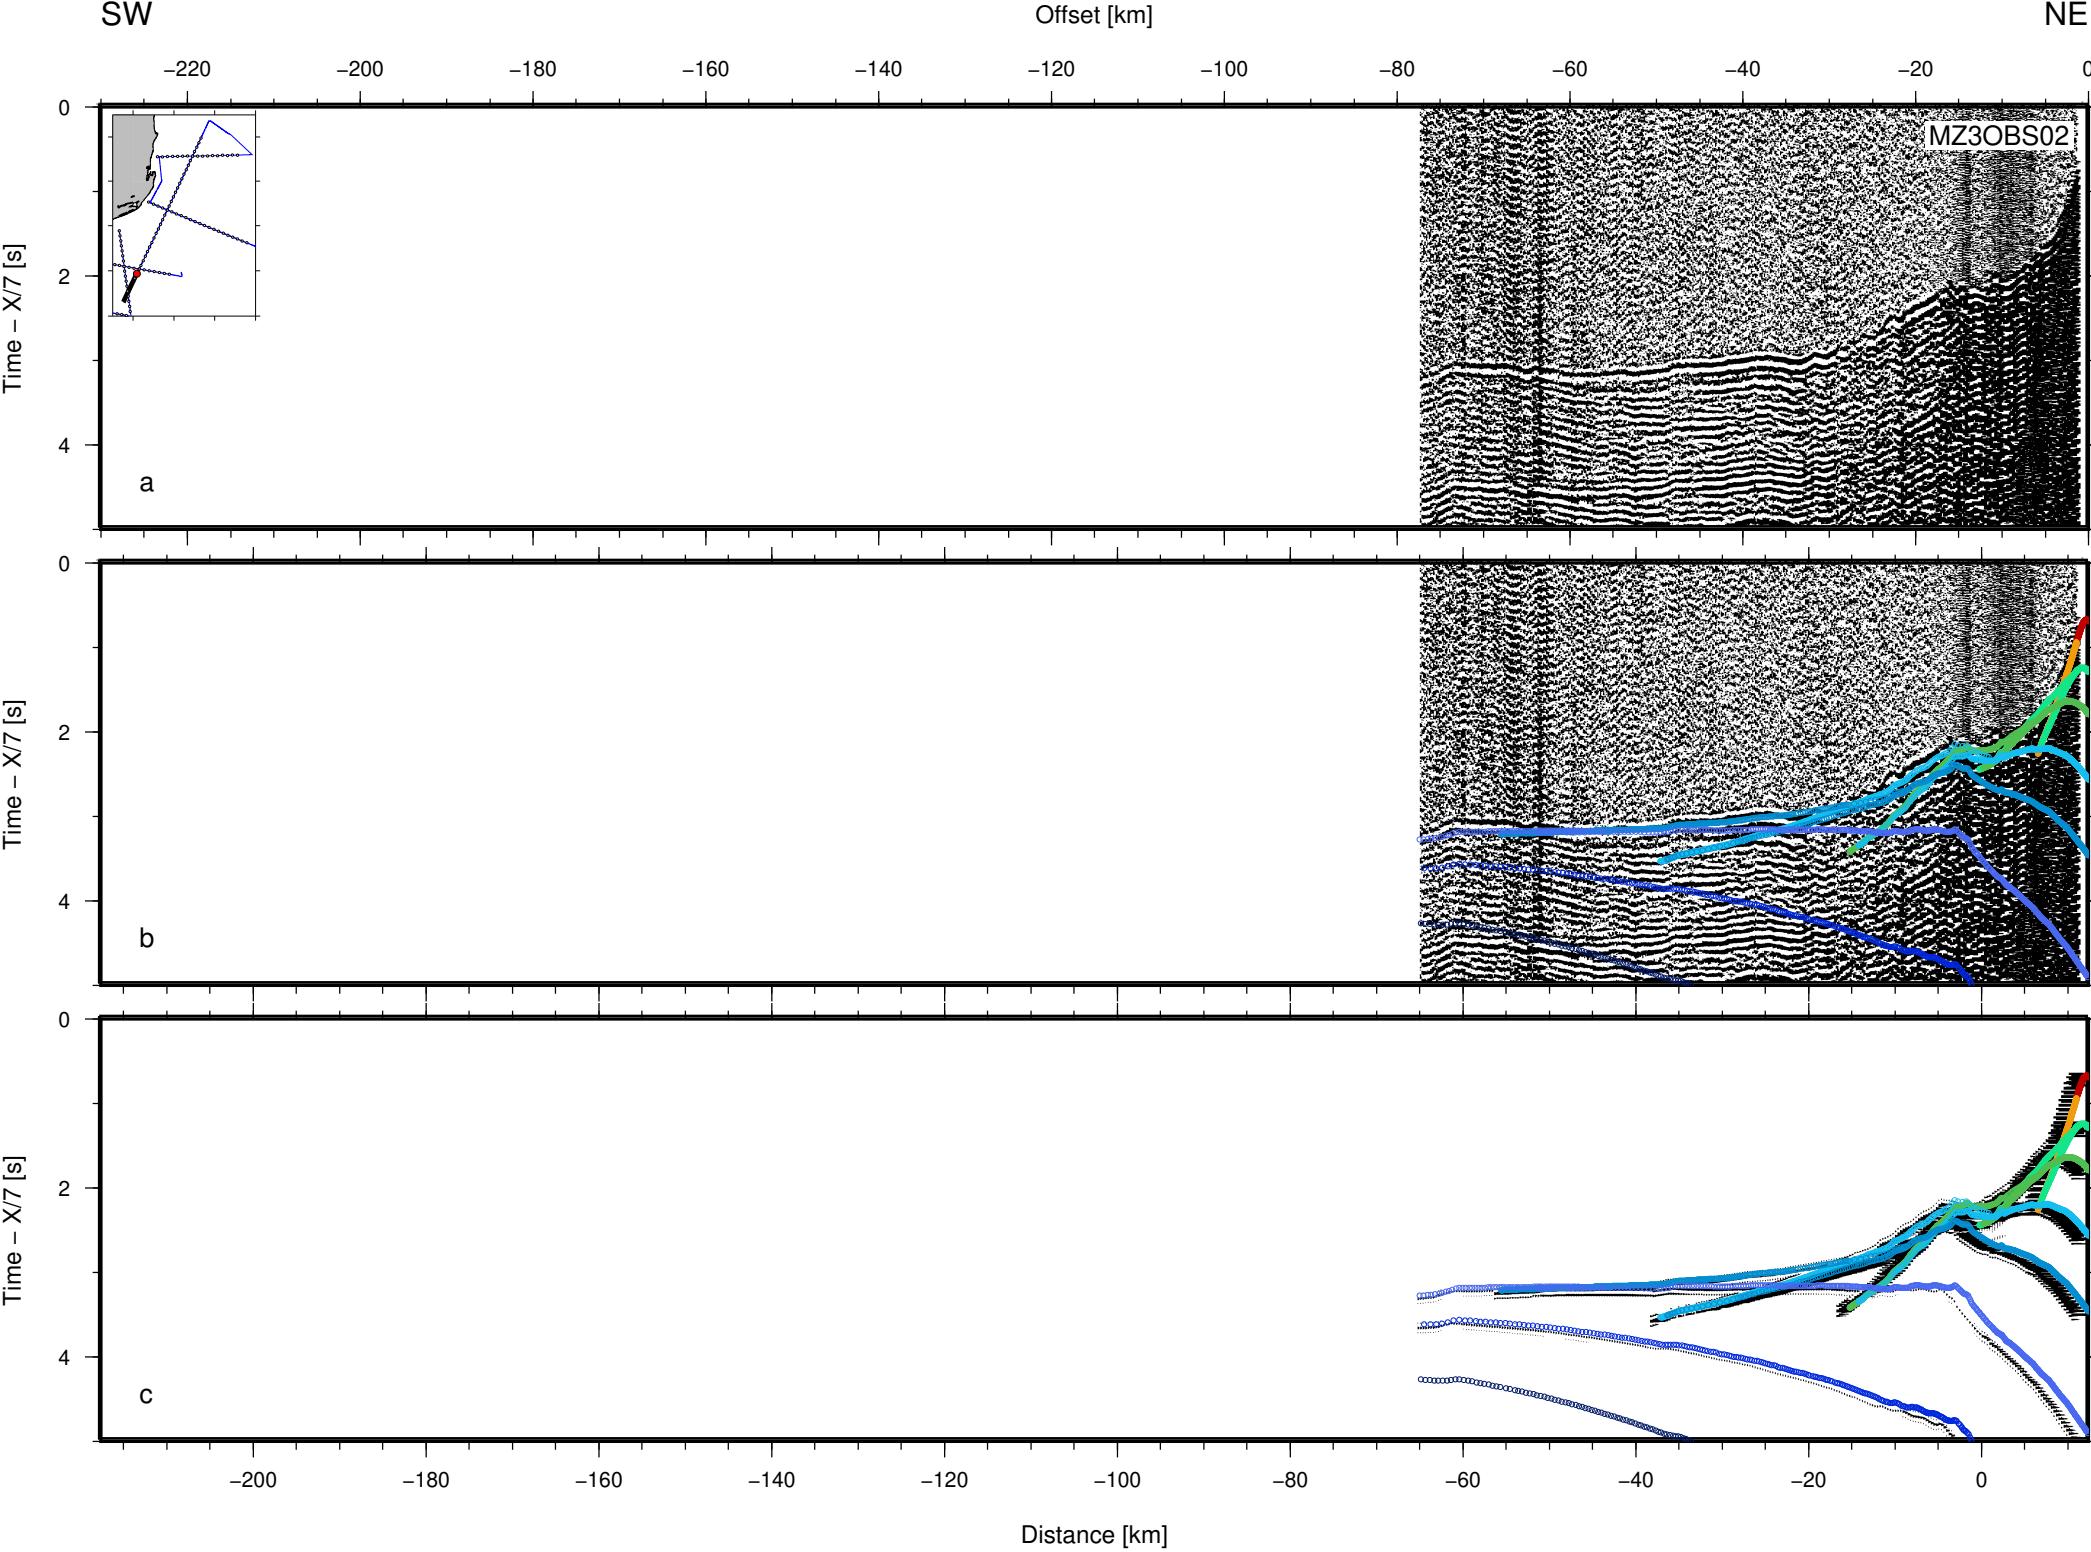 SW Offset [km] NE
−220 −200 −180 −160 −140 −120 −100 −80 −60 −40 −20 0
0
MZ3OBS02
2
Time − X/7 [s]
4
a
0
2
Time − X/7 [s]
4
b
0
2
Time − X/7 [s]
4
c
−200 −180 −160 −140 −120 −100 −80 −60 −40 −20 0
Distance [km]